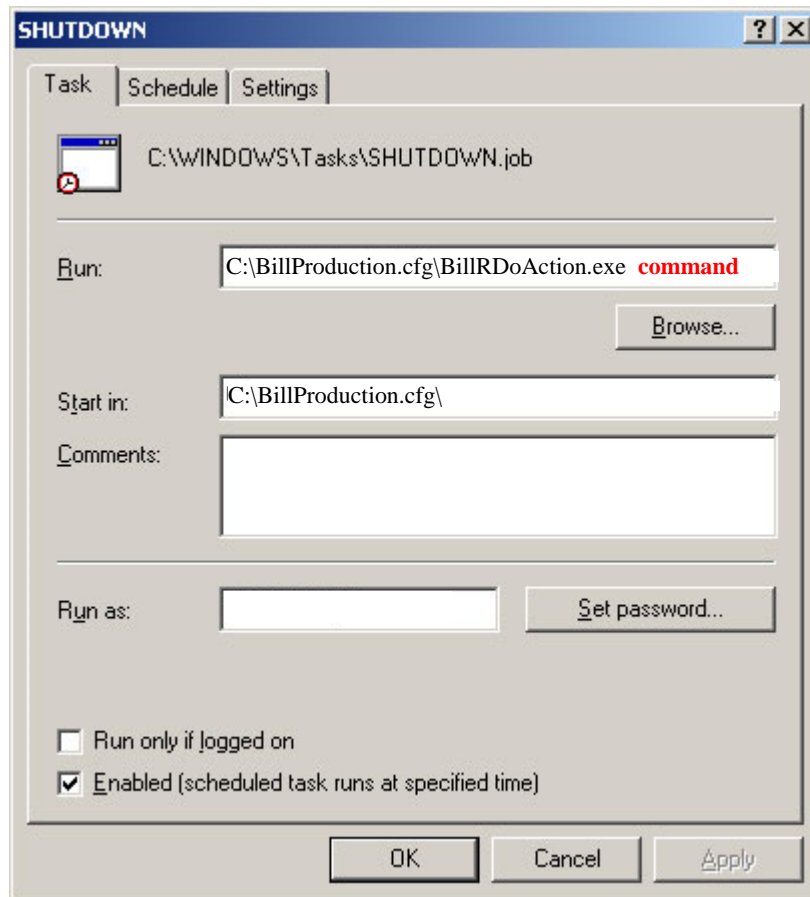 SHUTDOWN
Task Schedule Settings
C:\WINDOWS\Tasks\SHUTDOWN.job
Run: C:\BillProduction.cfg\BillRDoAction.exe command
Browse...
Start in: C:\BillProduction.cfg\
Comments:
Run as: Set password...
Run only if logged on
Enabled (scheduled task runs at specified time)
OK Cancel Apply